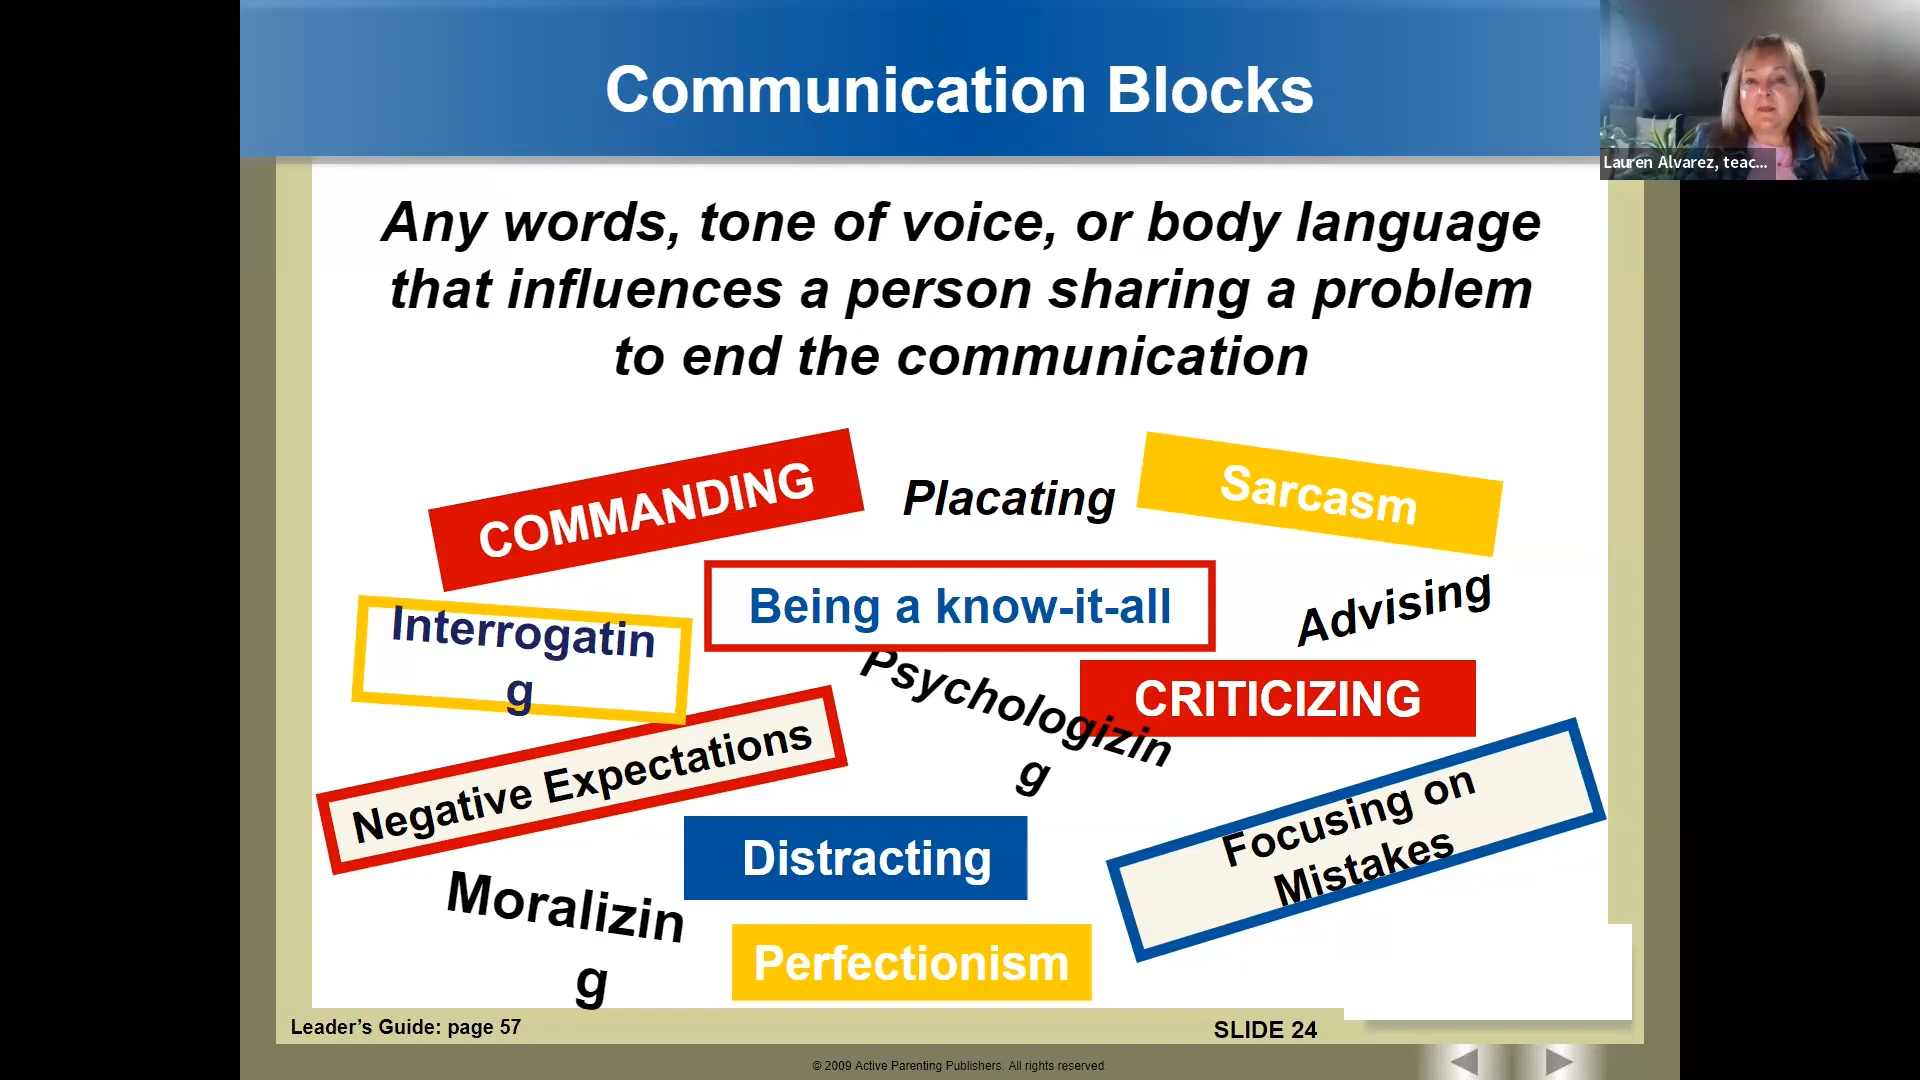 Communication Blocks
Lauren Alvarez, teac...
Any words, tone of voice, or body language
that influences a person sharing a problem
to end the communication
COMMANDING
Placating
Sarcasm
Interrogatin
g
Being a know-it-all
Advising
Psychologizin
g
CRITICIZING
Negative Expectations
Distracting
Focusing on
Mistakes
Moralizin
g
Perfectionism
Leader’s Guide: page 57
SLIDE 24
© 2009 Active Parenting Publishers. All rights reserved.